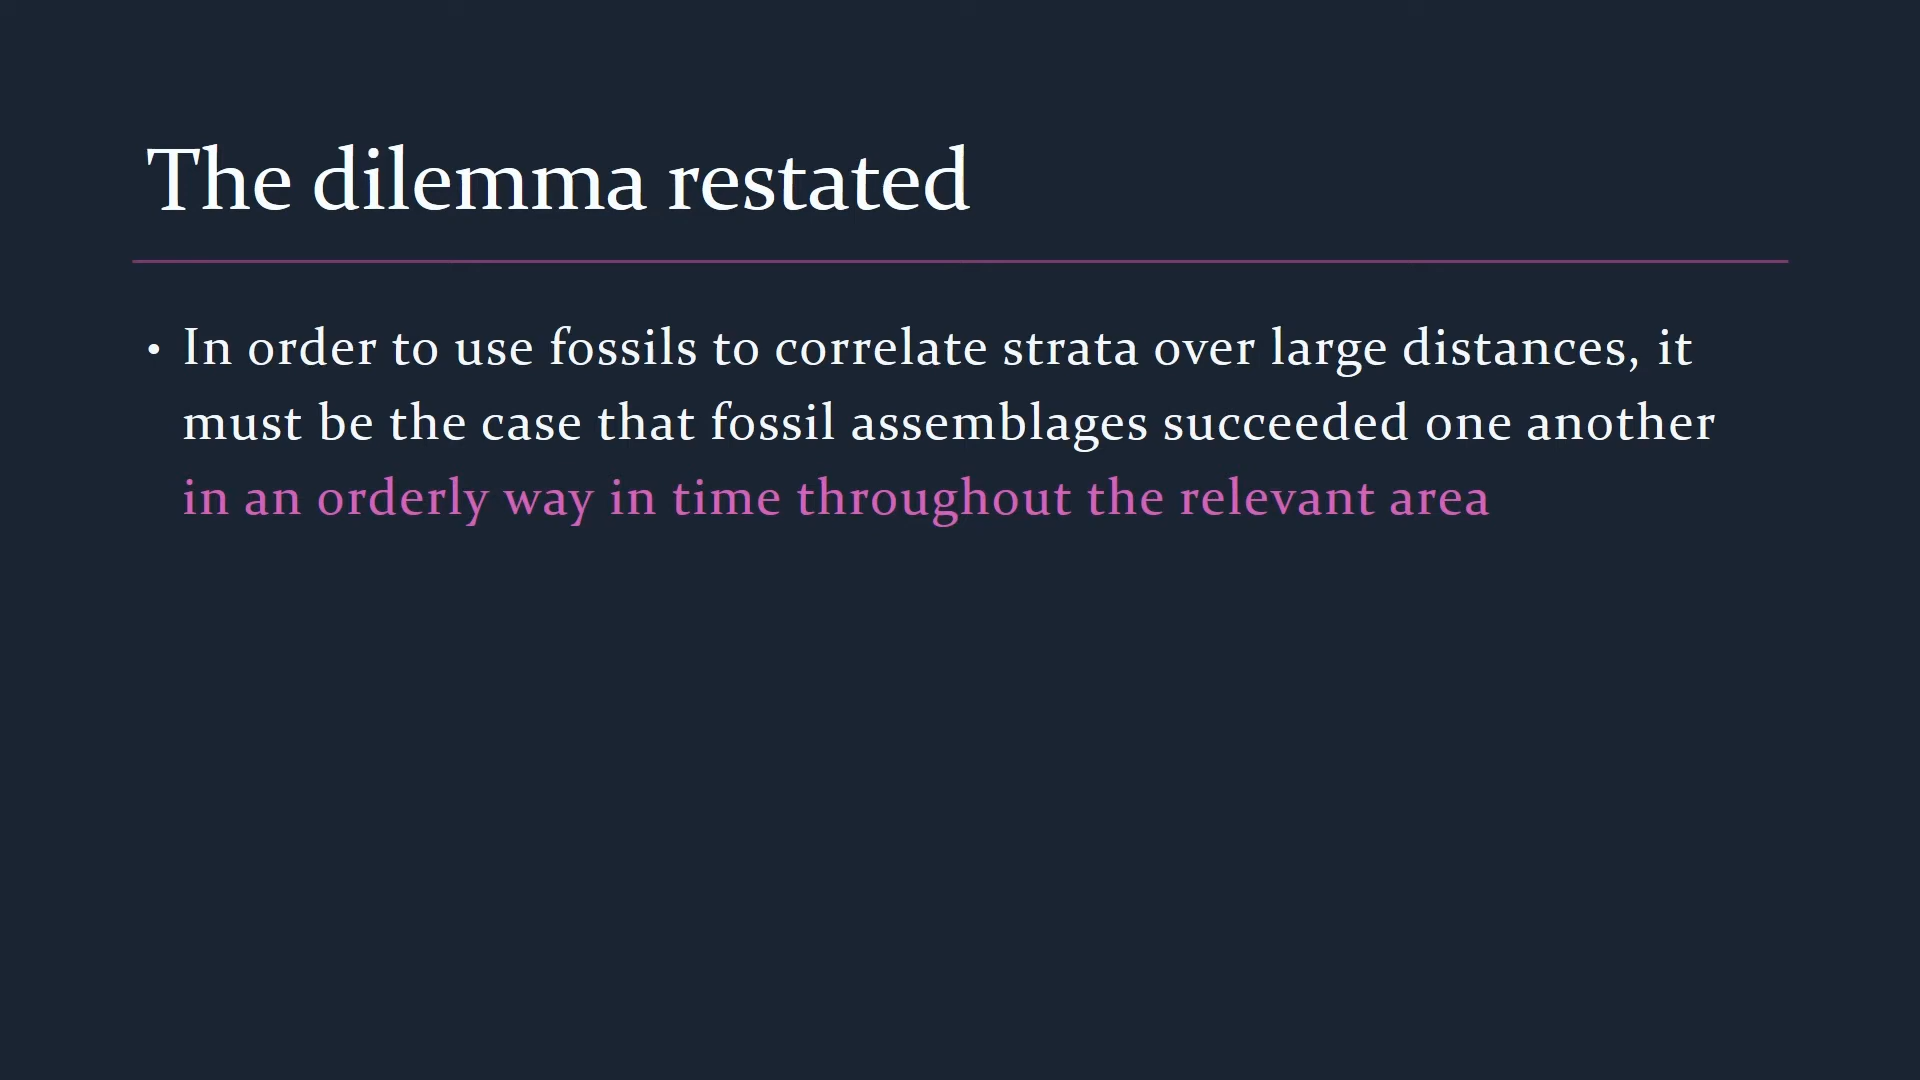 The dilemma restated
• In order to use fossils to correlate strata over large distances, it
must be the case that fossil assemblages succeeded one another
in an orderly way in time throughout the relevant area